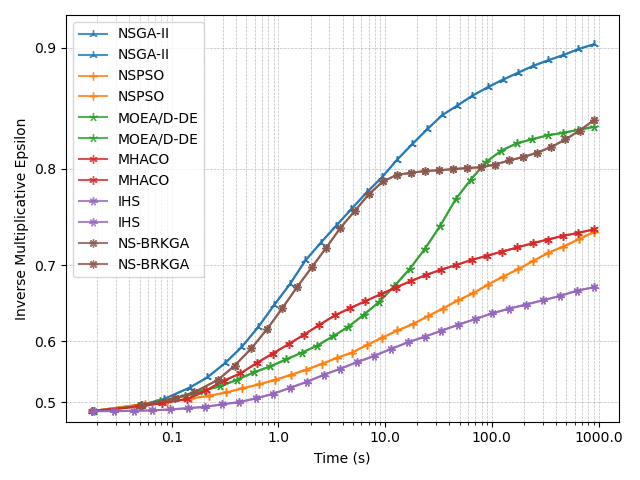 NSGA-II
NSGA-II
NSPSO
NSPSO
MOEA/D-DE
MOEA/D-DE
MHACO
MHACO
IHS
IHS
NS-BRKGA
NS-BRKGA
Inverse Multiplicative Epsilon
0.9
0.8
0.7
0.6
0.5
0.1 1.0 10.0 100.0 1000.0
Time (s)